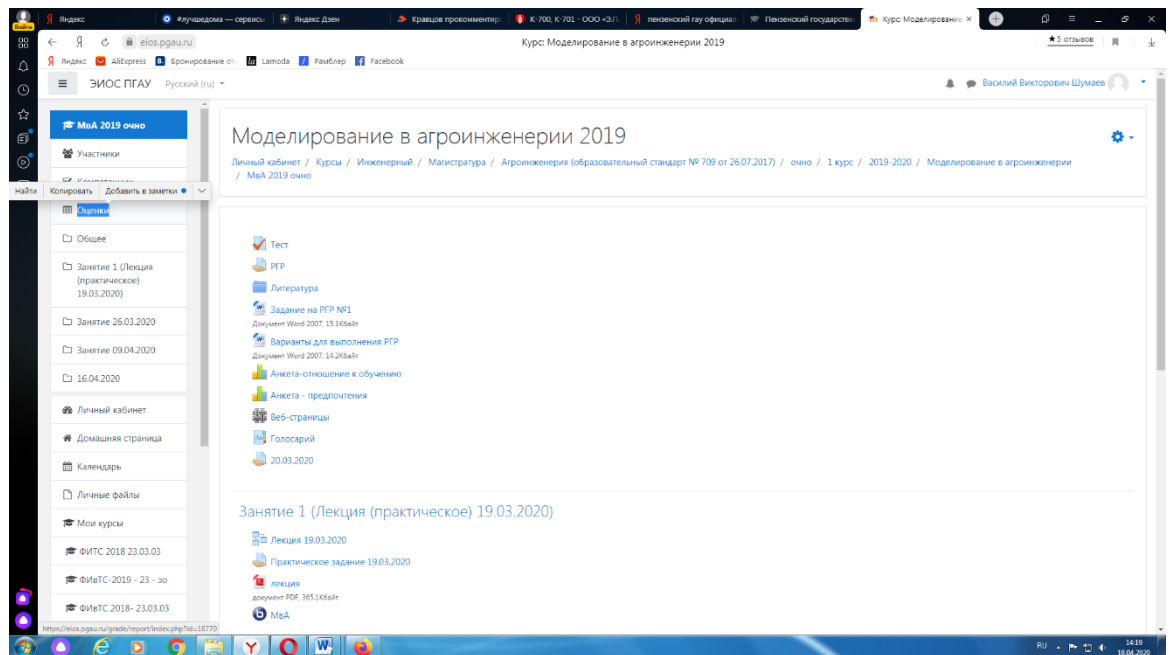 Войти
Яндекс
#лучшедома — сервисы
Яндекс Дзен
Кравцов прокомментиро
К-700, К-701 - ООО «З.П.
пензенский гау официал
Пензенский государстве
Курс: Моделирование
eios.pgau.ru
Курс: Моделирование в агроинженерии 2019
★ 5 отзывов
Яндекс
AliExpress
Бронирование оте
Lamoda
Рамблер
Facebook
ЭИОС ПГАУ
Русский (ru)
Василий Викторович Шумаев
МвА 2019 очно
Участники
Найти
Копировать
Добавить в заметки
Оценки
Общее
Занятие 1 (Лекция
(практическое)
19.03.2020)
Занятие 26.03.2020
Занятие 09.04.2020
16.04.2020
Личный кабинет
Домашняя страница
Календарь
Личные файлы
Мои курсы
ФИТС 2018 23.03.03
ФИвТС-2019 - 23 - зо
ФИвТС 2018- 23.03.03
https://eios.pgau.ru/grade/report/index.php?id=18770
Моделирование в агроинженерии 2019
Личный кабинет / Курсы / Инженерный / Магистратура / Агроинженерия (образовательный стандарт № 709 от 26.07.2017) / очно / 1 курс / 2019-2020 / Моделирование в агроинженерии
/ МвА 2019 очно
Тест
РГР
Литература
Задание на РГР №1
Документ Word 2007, 15.1Кбайт
Варианты для выполнения РГР
Документ Word 2007, 14.2Кбайт
Анкета-отношение к обучению
Анкета - предпочтения
Веб-страницы
Голосарий
20.03.2020
Занятие 1 (Лекция (практическое) 19.03.2020)
Лекция 19.03.2020
Практическое задание 19.03.2020
лекция
документ PDF, 365.1Кбайт
МвА
RU
14:19
18.04.2020